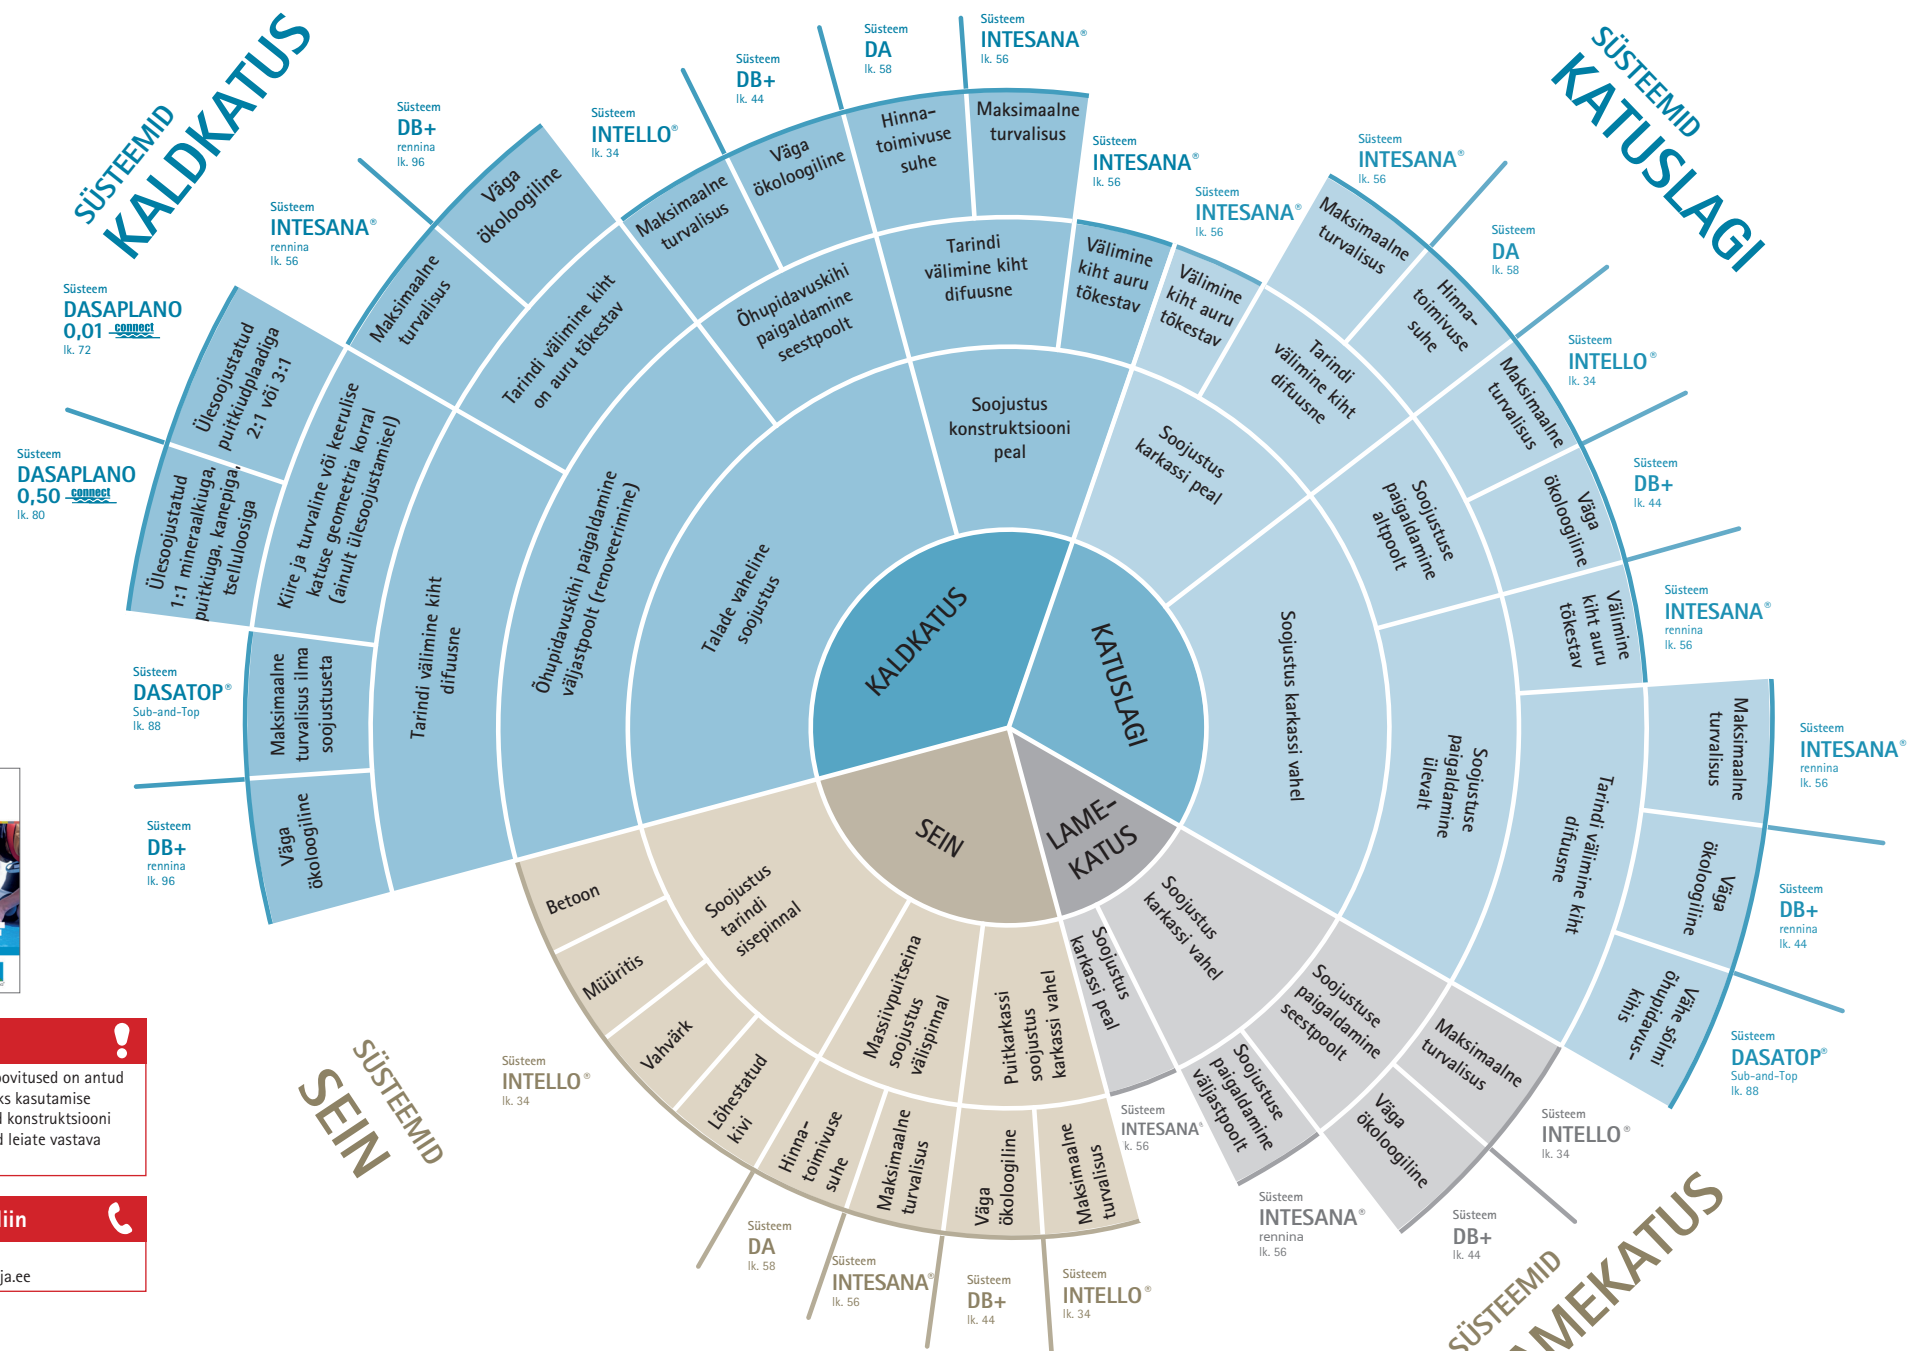 SÜSTEEMID
KALDKATUS
SÜSTEEMID
KATUSLAGI
Süsteem
DASAPLANO
0,50 connect
lk. 80
Süsteem
DASAPLANO
0,01 connect
lk. 72
Süsteem
INTESANA®
rennina
lk. 56
Süsteem
DB+
rennina
lk. 96
Süsteem
INTELLO®
lk. 34
Süsteem
DB+
lk. 44
Süsteem
DA
lk. 58
Süsteem
INTESANA®
lk. 56
Süsteem
INTESANA®
lk. 56
Süsteem
INTESANA®
lk. 56
Süsteem
INTESANA®
lk. 56
Süsteem
DA
lk. 58
Süsteem
INTELLO®
lk. 34
Süsteem
DB+
lk. 44
Süsteem
INTESANA®
rennina
lk. 56
Süsteem
INTESANA®
rennina
lk. 56
Süsteem
DB+
rennina
lk. 44
Süsteem
DASATOP®
Sub-and-Top
lk. 88
Süsteem
DASATOP®
Sub-and-Top
lk. 88
Süsteem
DB+
rennina
lk. 96
Väga
ökoloogiline
Maksimaalne
turvalisus ilma
soojustuseta
Ülesoojustatud
1:1 mineraalkiuga,
puitkiuga, kanepiga,
tselluloosiga
Ülesoojustatud
puitkiudplaadiga
2:1 või 3:1
Kiire ja turvaline või keerulise
katuse geomeetria korral
(ainult ülesoojustamisel)
Maksimaalne
turvalisus
Väga
ökoloogiline
Tarindi välimine kiht
on auru tõkestav
Tarindi välimine kiht
difuusne
Õhupidavuskihi paigaldamine
väljastpoolt (renoveerimine)
Maksimaalne
turvalisus
Väga
ökoloogiline
Õhupidavuskihi
paigaldamine
seestpoolt
Talade vaheline
soojustus
Hinna-
toimivuse
suhe
Maksimaalne
turvalisus
Tarindi
välimine kiht
difuusne
Välimine
kiht auru
tõkestav
Soojustus
konstruktsiooni
peal
KALDKATUS
Välimine
kiht auru
tõkestav
Maksimaalne
turvalisus
Hinna-
toimivuse
suhe
Tarindi
välimine kiht
difuusne
Soojustus
karkassi peal
Maksimaalne
turvalisus
Väga
ökoloogiline
Soojustuse
paigaldamine
altpoolt
Välimine
kiht auru
tõkestav
Maksimaalne
turvalisus
Väga
ökoloogiline
Vähe sõlmi
õhupidavus-
kihis
Tarindi välimine kiht
difuusne
Soojustuse
paigaldamine
ülevalt
Soojustus karkassi vahel
KATUSLAGI
LAME-
KATUS
Soojustus
karkassi vahel
Soojustus
karkassi peal
Soojustuse
paigaldamine
seestpoolt
Soojustuse
paigaldamine
väljastpoolt
Maksimaalne
turvalisus
Väga
ökoloogiline
Süsteem
INTELLO®
lk. 34
Süsteem
DB+
lk. 44
Süsteem
INTESANA®
rennina
lk. 56
Süsteem
INTESANA®
k. 56
SÜSTEEMID
AMEKATUS
SEIN
Soojustus
tarindi
sisepinnal
Betoon
Müüritis
Vahvärk
Lõhestatud
kivi
Massiivpuitseina
soojustus
välispinnal
Hinna-
toimivuse
suhe
Maksimaalne
turvalisus
Puitkarkassi
soojustus
karkassi vahel
Väga
ökoloogiline
Maksimaalne
turvalisus
SÜSTEEMID
SEIN
Süsteem
INTELLO®
lk. 34
Süsteem
DA
lk. 58
Süsteem
INTESANA®
lk. 56
Süsteem
DB+
lk. 44
Süsteem
INTELLO®
lk. 34
!
oovitused on antud
ks kasutamise
d konstruktsiooni
d leiate vastava
liin
ja.ee